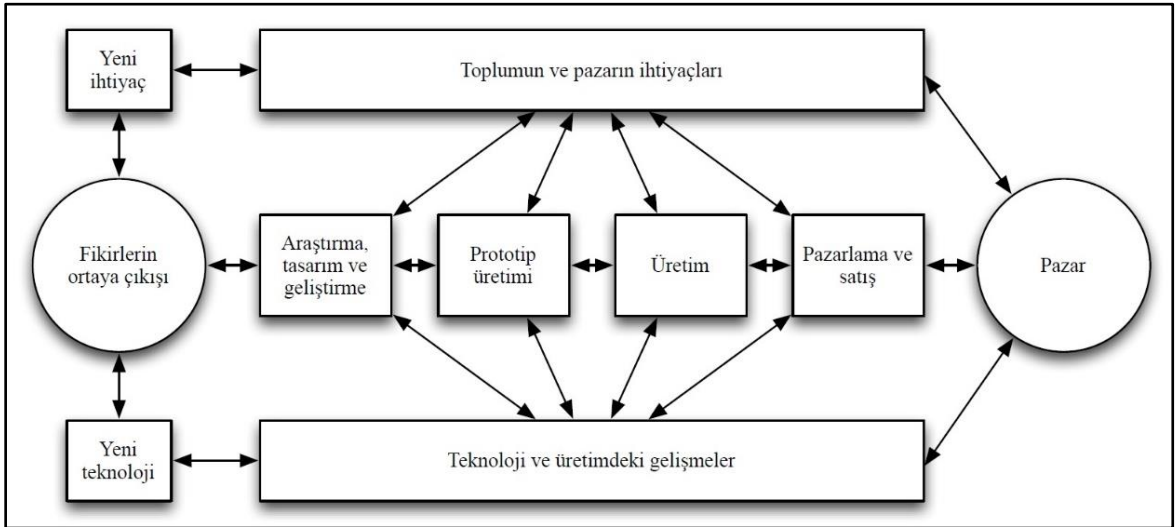 Yeni
ihtiyaç
Toplumun ve pazarın ihtiyaçları
Fikirlerin
ortaya çıkışı
Araştırma,
tasarım ve
geliştirme
Prototip
üretimi
Üretim
Pazarlama ve
satış
Pazar
Yeni
teknoloji
Teknoloji ve üretimdeki gelişmeler